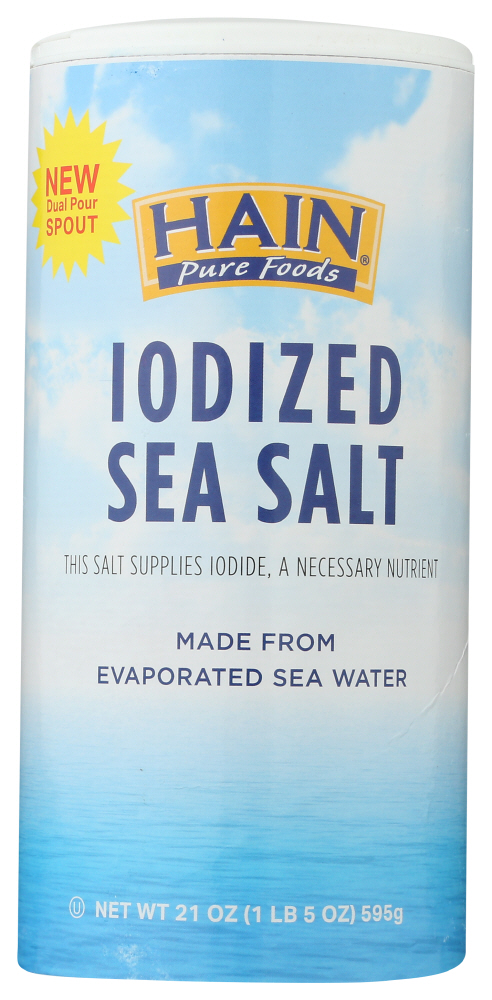 NEW
Dual Pour
SPOUT
HAIN®
Pure Foods
IODIZED
SEA SALT
THIS SALT SUPPLIES IODIDE, A NECESSARY NUTRIENT
MADE FROM
EVAPORATED SEA WATER
Ⓤ NET WT 21 OZ (1 LB 5 OZ) 595g